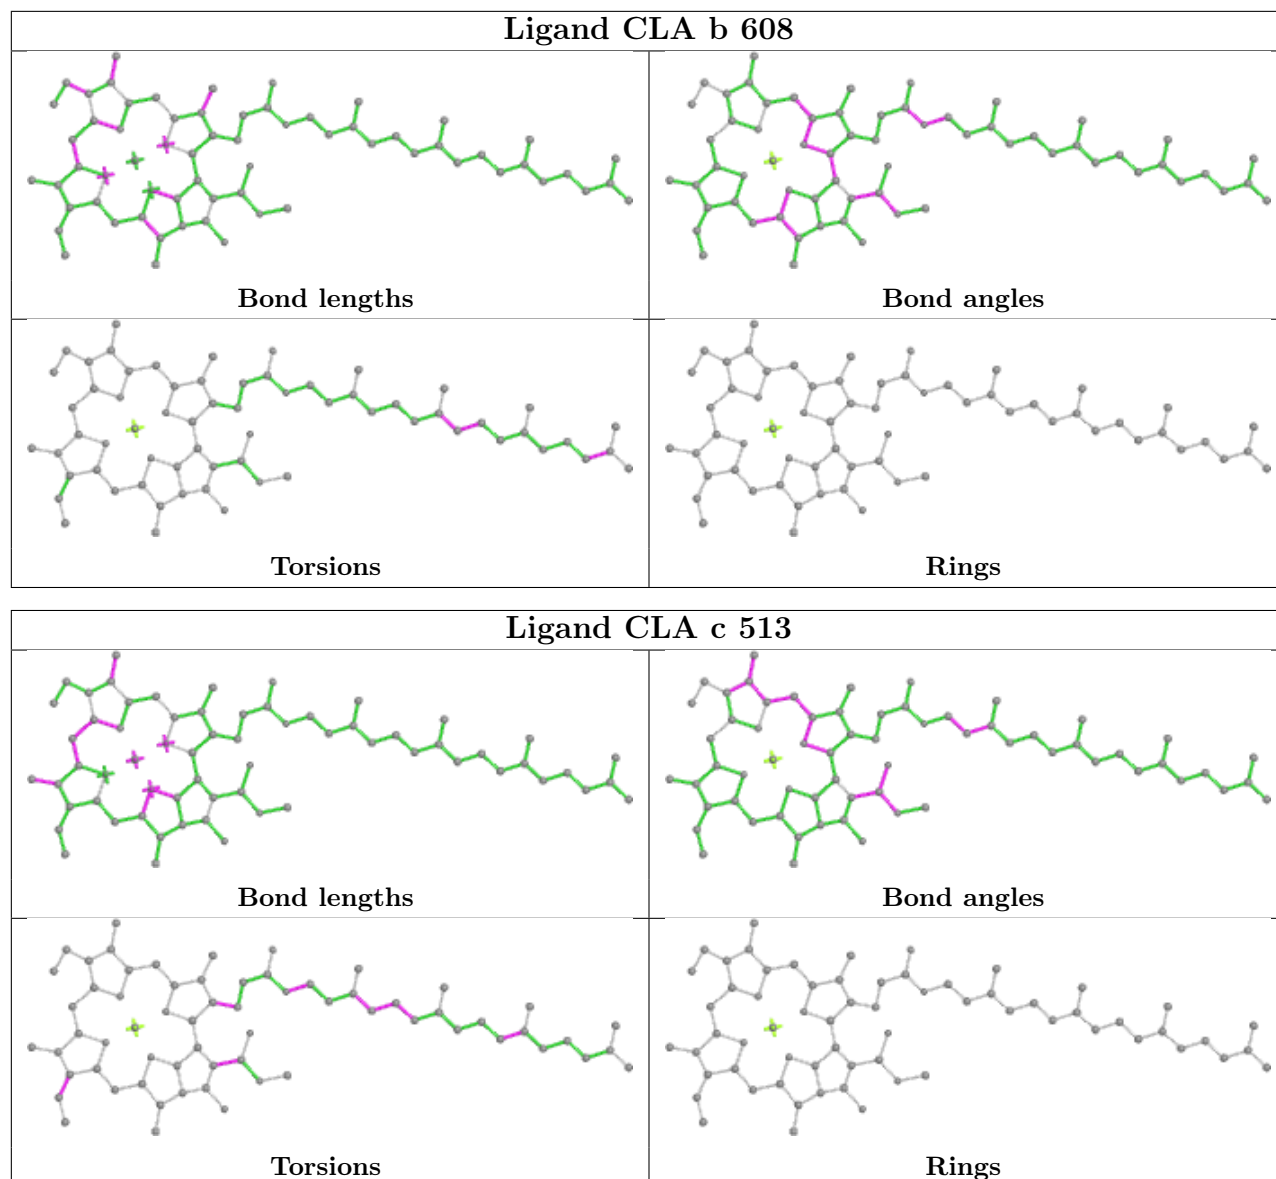 Ligand CLA b 608
Bond lengths
Bond angles
Torsions
Rings
Ligand CLA c 513
Bond lengths
Bond angles
Torsions
Rings